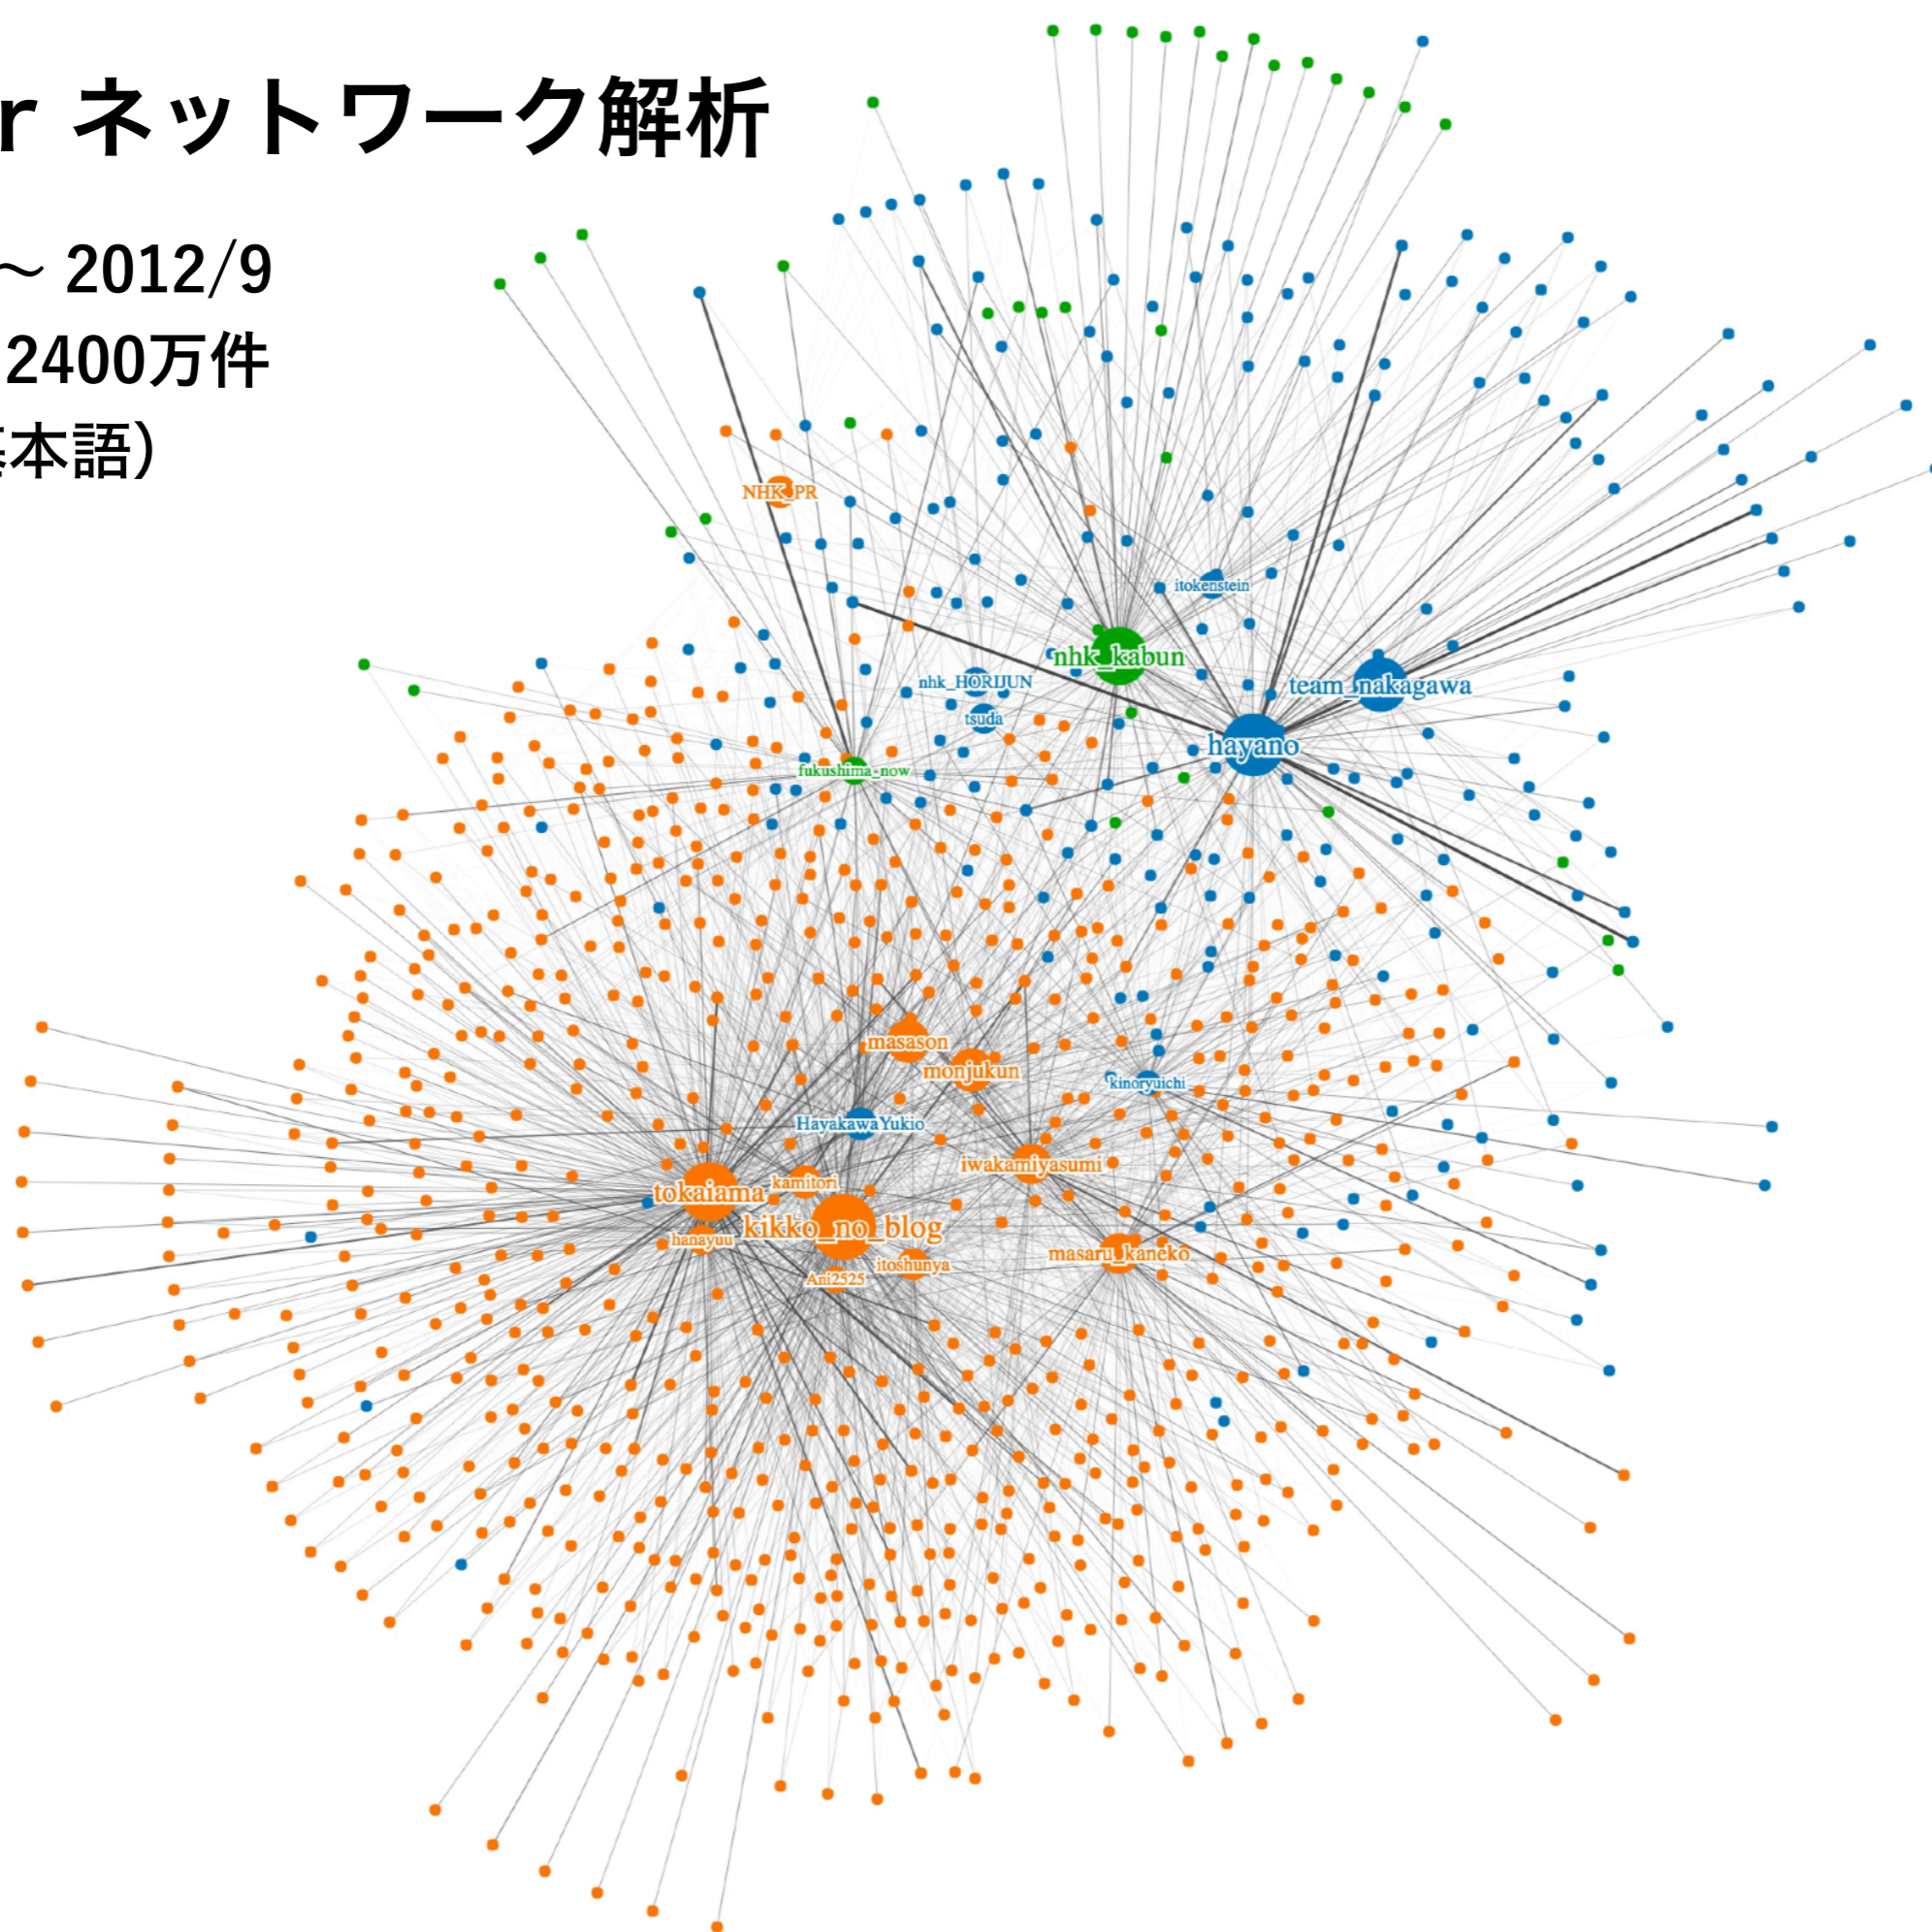 r ネットワーク解析
～ 2012/9
2400万件
基本語）
NHK_PR
itokenstein
nhk_kabun
nhk_HORIJUN
team_nakagawa
tsuda
hayano
fukushima_now
masason
monjukun
kinoryuichi
HayakawaYukio
iwakamiyasumi
kamitori
tokaiama
kikko_no_blog
hanayuu
masaru_kaneko
itoshunya
Ani2525